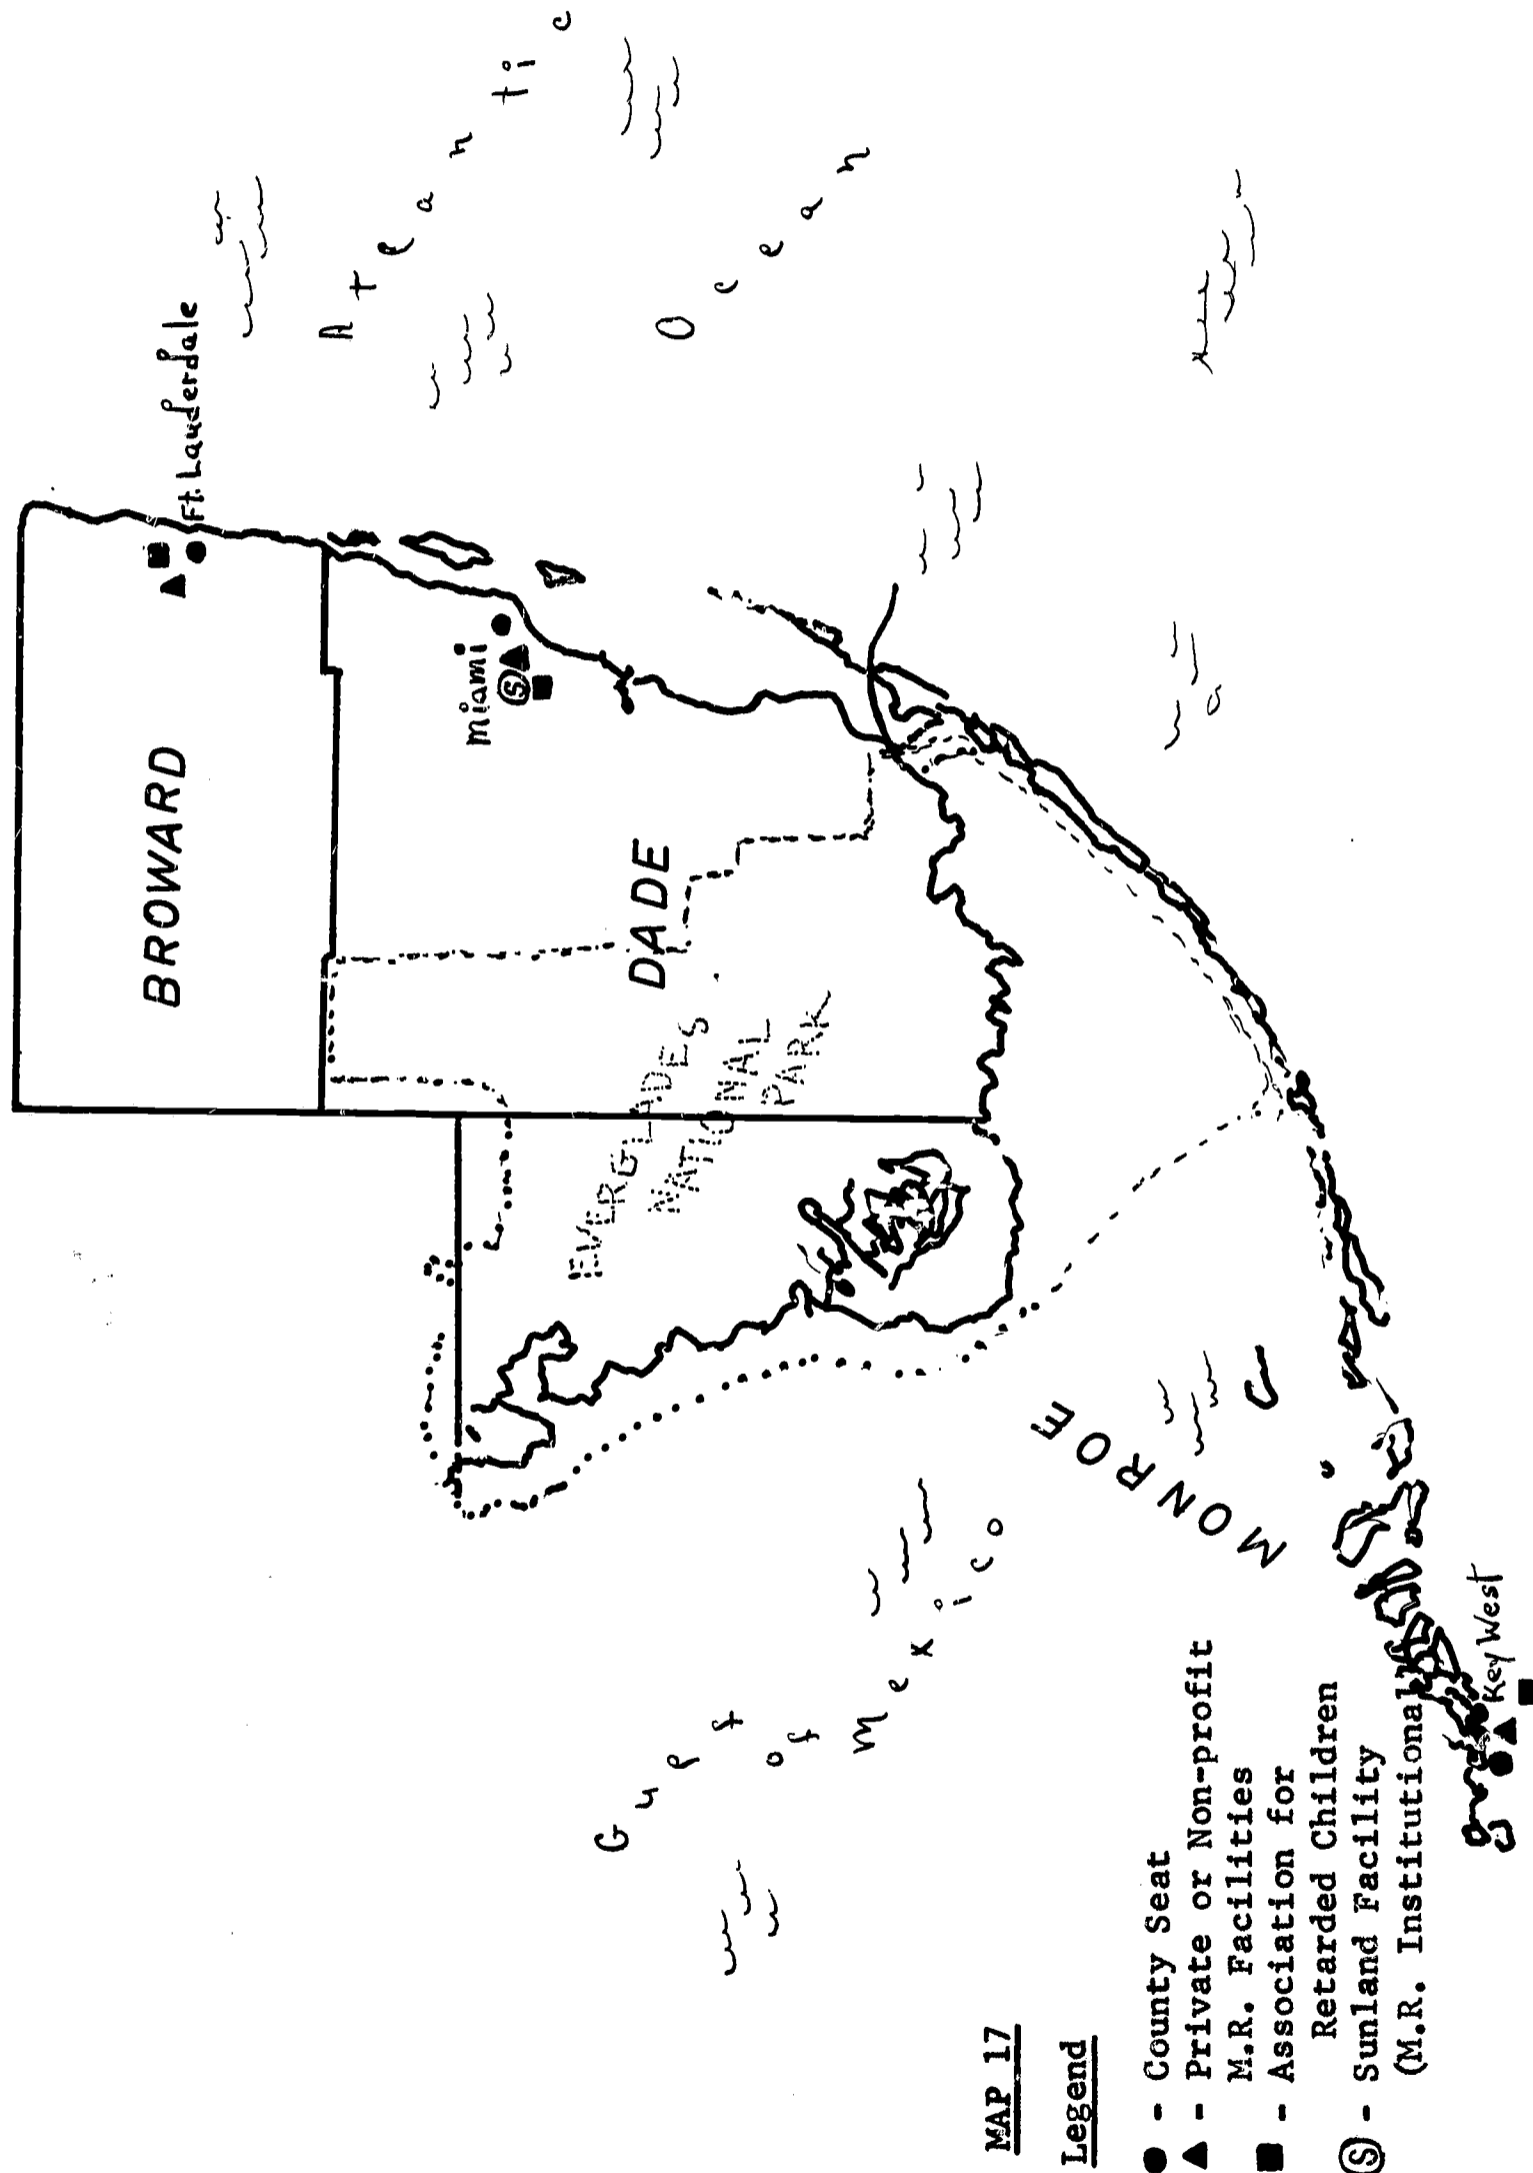 BROWARD
Ft. Lauderdale
Miami
S
DADE
EVERGLADES
NATIONAL
PARK
Atlantic
Ocean
Gulf
of
Mexico
MONROE
Key West
MAP 17
Legend
● - County Seat
▲ - Private or Non-profit
M.R. Facilities
■ - Association for
Retarded Children
Ⓢ - Sunland Facility
(M.R. Institutional)